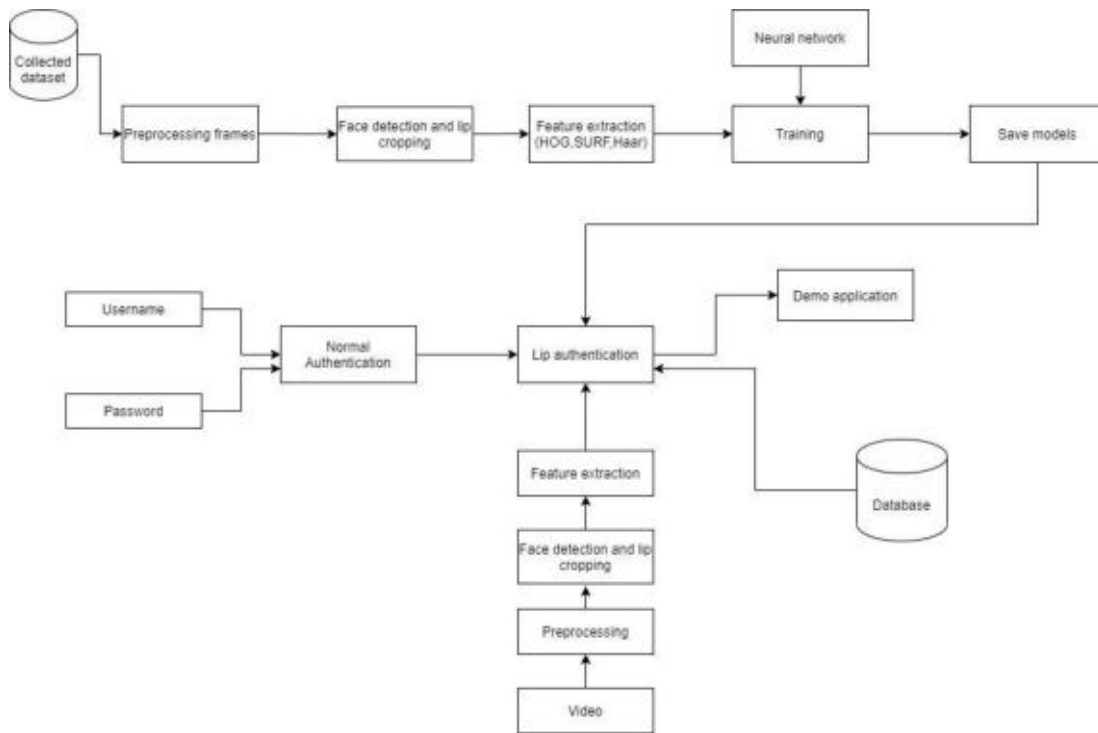 Collected
dataset
Neural network
Preprocessing frames
Face detection and lip
cropping
Feature extraction
(HOG,SURF,Haar)
Training
Save models
Username
Password
Normal
Authentication
Lip authentication
Demo application
Feature extraction
Face detection and lip
cropping
Preprocessing
Video
Database